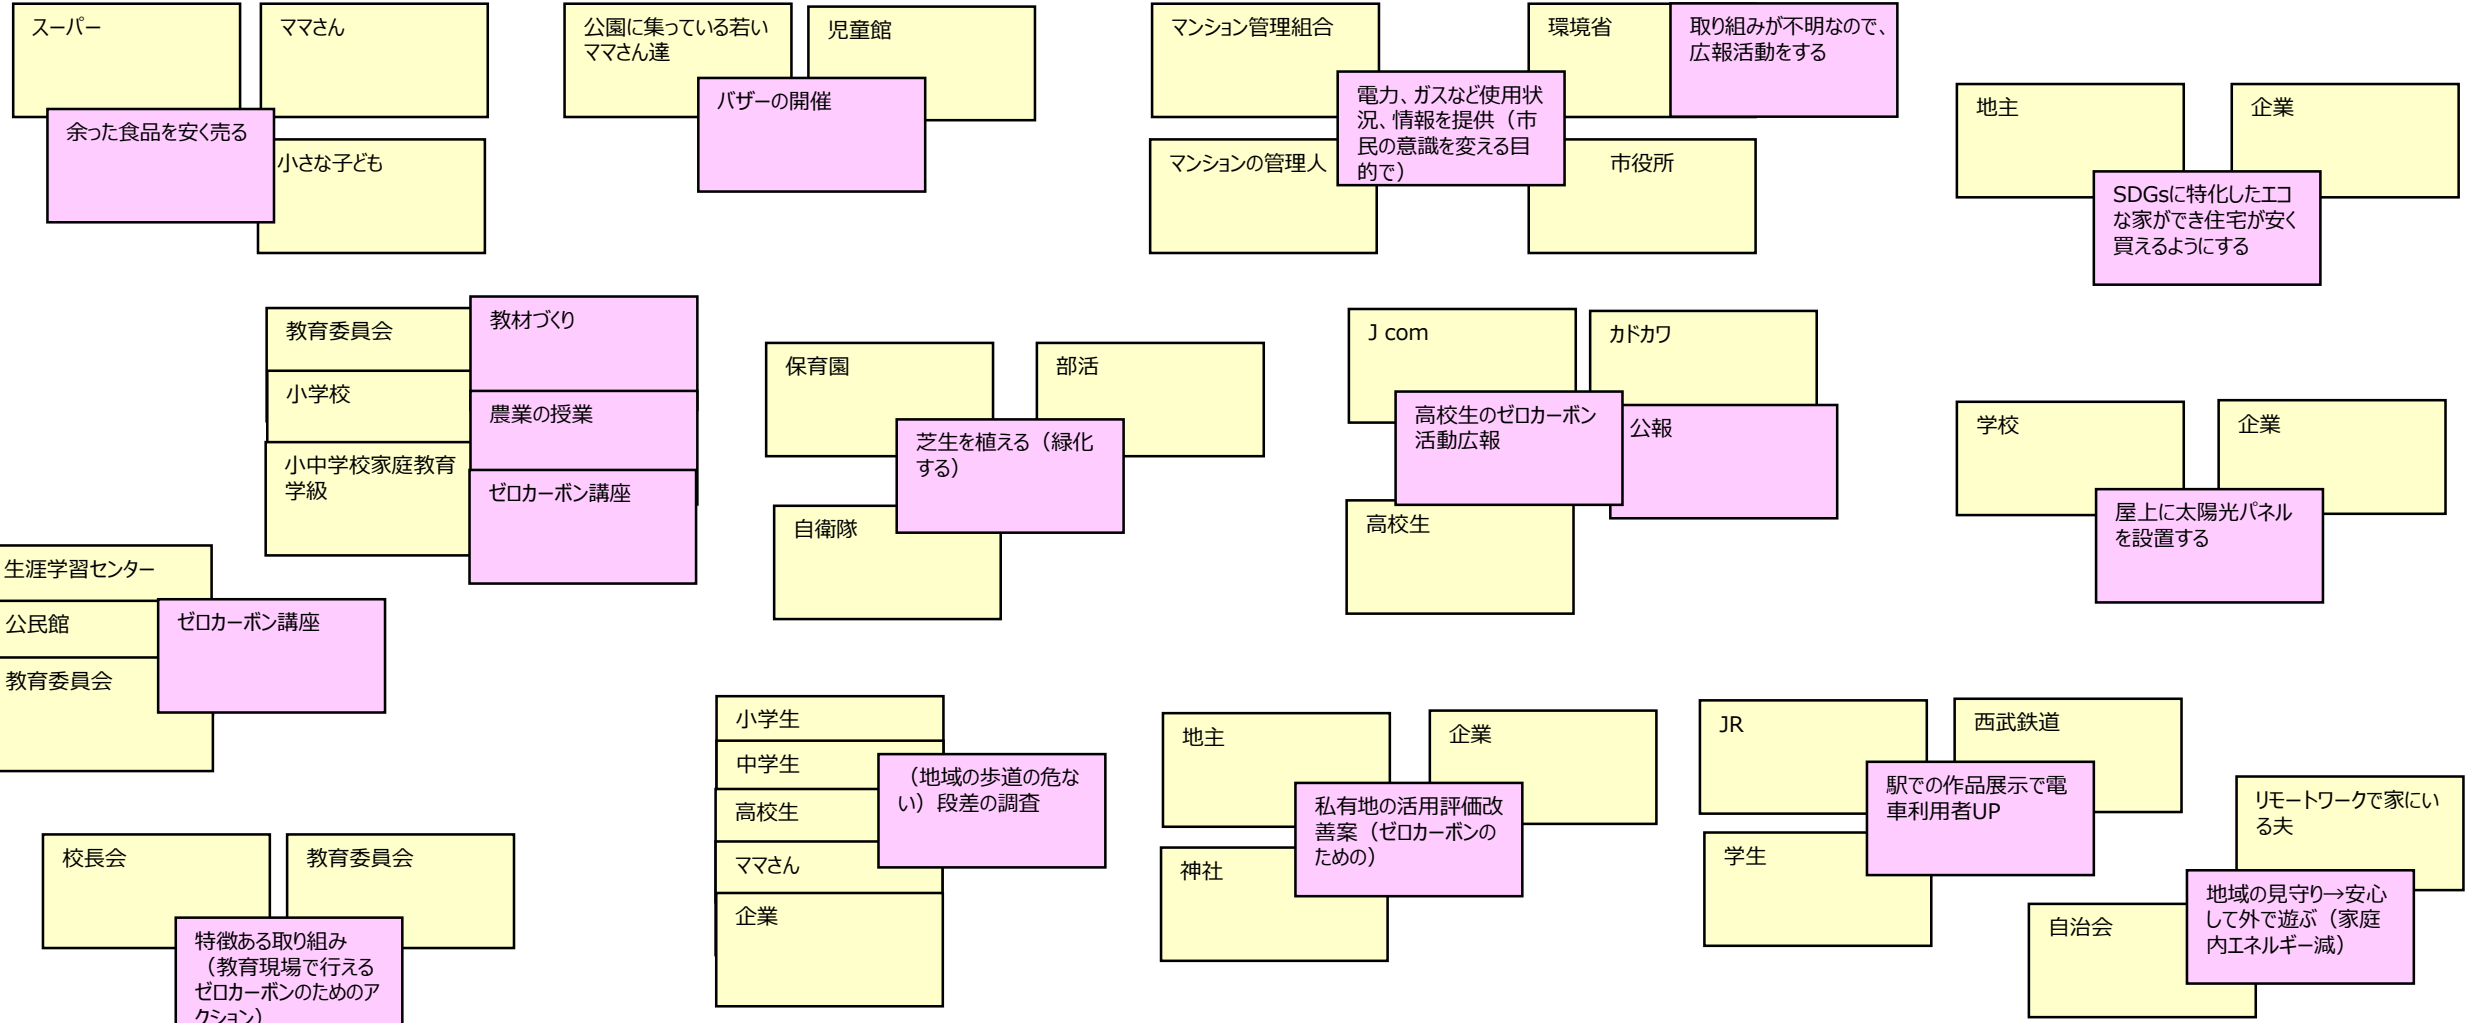 スーパー
ママさん
余った食品を安く売る
小さな子ども
公園に集っている若い
ママさん達
児童館
バザーの開催
マンション管理組合
環境省
取り組みが不明なので、
広報活動をする
電力、ガスなど使用状
況、情報を提供（市
民の意識を変える目
的で）
マンションの管理人
市役所
地主
企業
SDGsに特化したエコ
な家ができ住宅が安く
買えるようにする
教育委員会
教材づくり
小学校
農業の授業
小中学校家庭教育
学級
ゼロカーボン講座
保育園
部活
芝生を植える（緑化
する）
自衛隊
J com
カドカワ
高校生のゼロカーボン
活動広報
公報
高校生
学校
企業
屋上に太陽光パネル
を設置する
生涯学習センター
公民館
ゼロカーボン講座
教育委員会
小学生
中学生
（地域の歩道の危な
い）段差の調査
高校生
ママさん
企業
地主
企業
私有地の活用評価改
善案（ゼロカーボンの
ための）
神社
JR
西武鉄道
駅での作品展示で電
車利用者UP
学生
リモートワークで家にい
る夫
地域の見守り→安心
して外で遊ぶ（家庭
内エネルギー減）
自治会
校長会
教育委員会
特徴ある取り組み
（教育現場で行える
ゼロカーボンのためのア
クション）